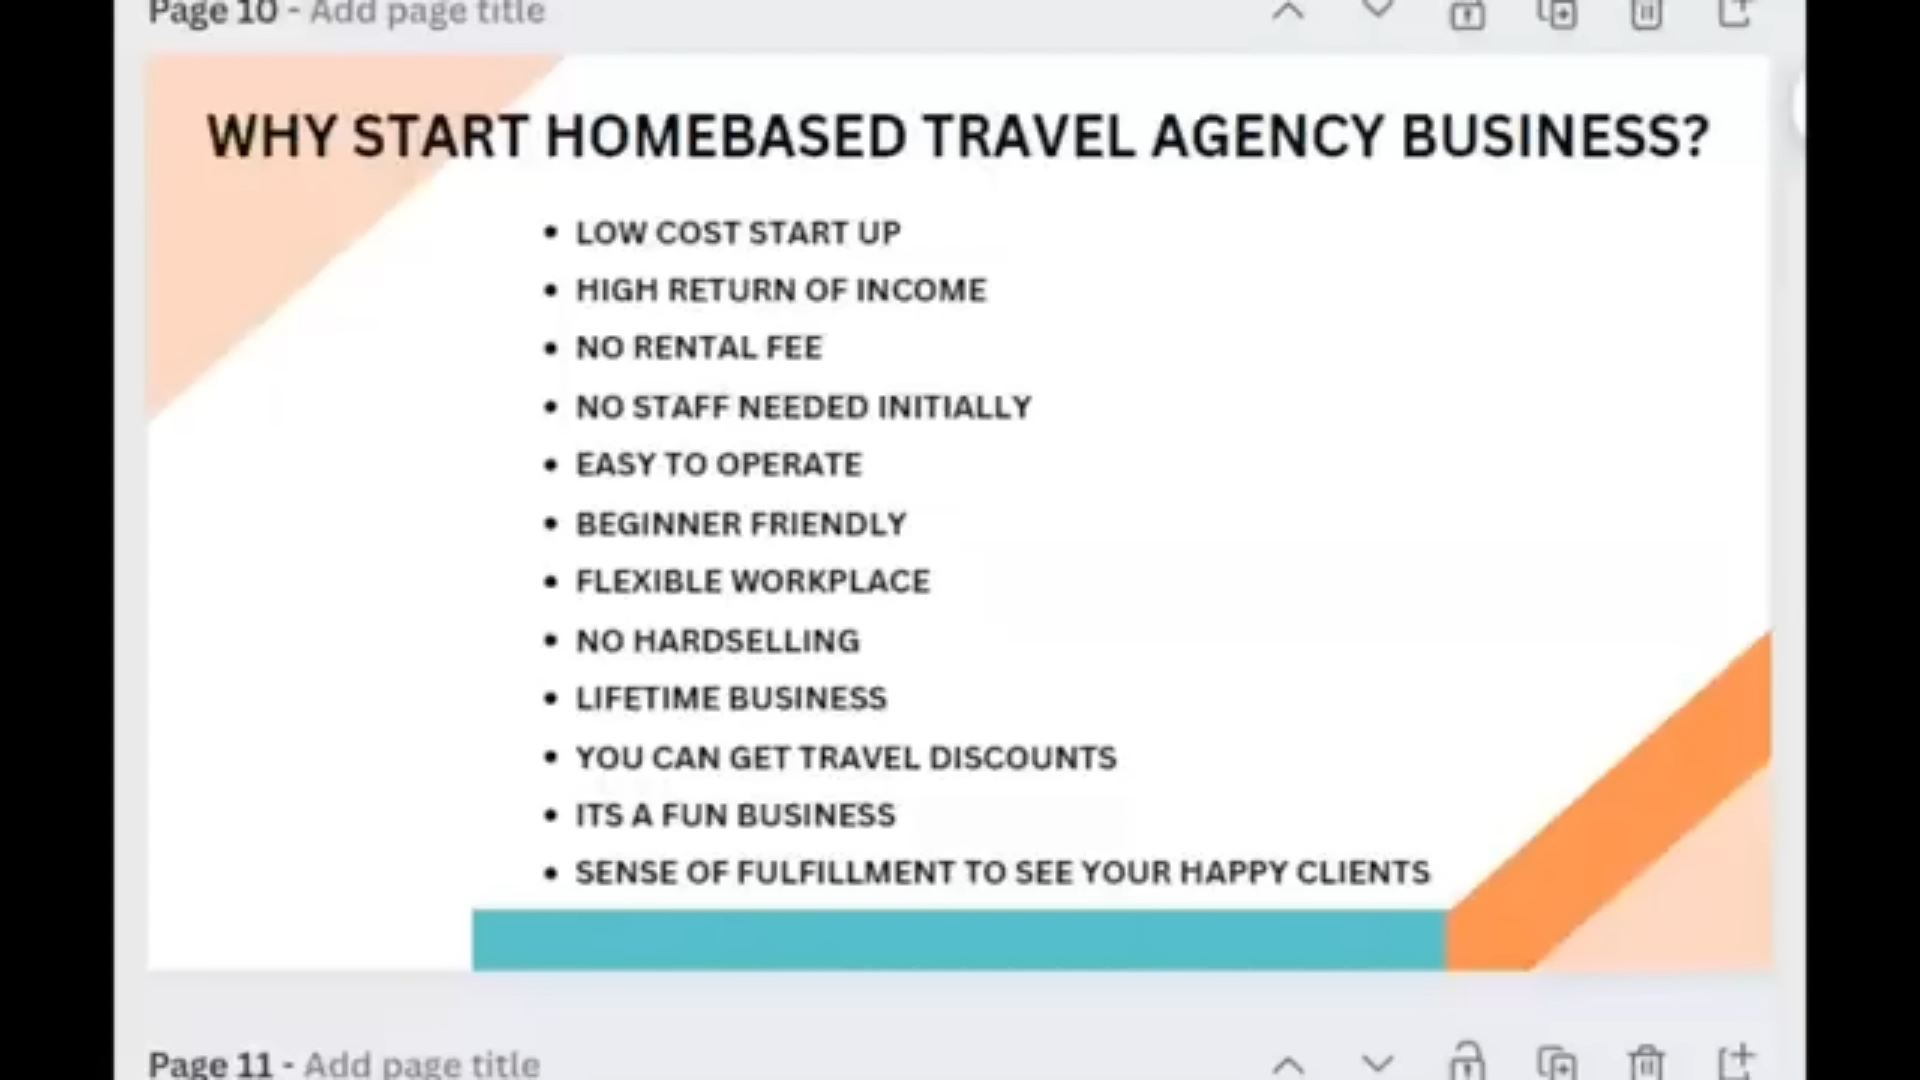 Page 10 - Add page title
WHY START HOMEBASED TRAVEL AGENCY BUSINESS?
• LOW COST START UP
• HIGH RETURN OF INCOME
• NO RENTAL FEE
• NO STAFF NEEDED INITIALLY
• EASY TO OPERATE
• BEGINNER FRIENDLY
• FLEXIBLE WORKPLACE
• NO HARDSELLING
• LIFETIME BUSINESS
• YOU CAN GET TRAVEL DISCOUNTS
• ITS A FUN BUSINESS
• SENSE OF FULFILLMENT TO SEE YOUR HAPPY CLIENTS
Page 11 - Add page title